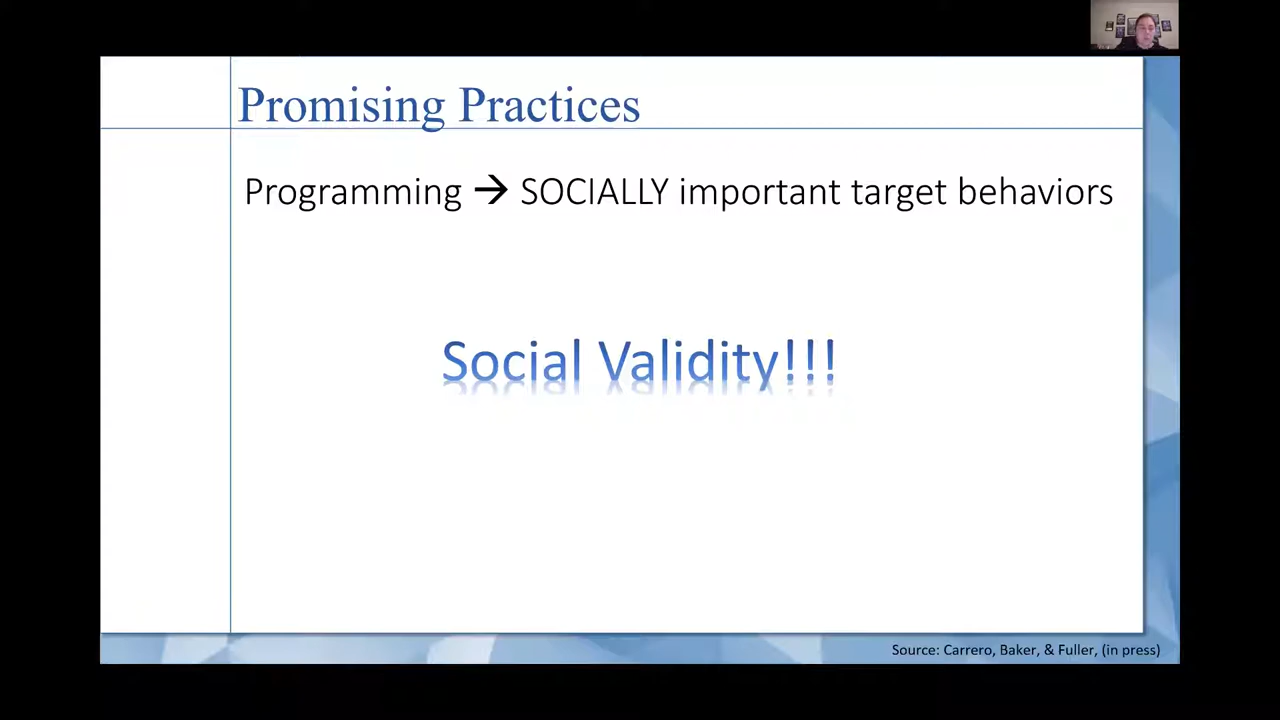 Promising Practices
Programming → SOCIALLY important target behaviors
Social Validity!!!
Source: Carrero, Baker, & Fuller, (in press)